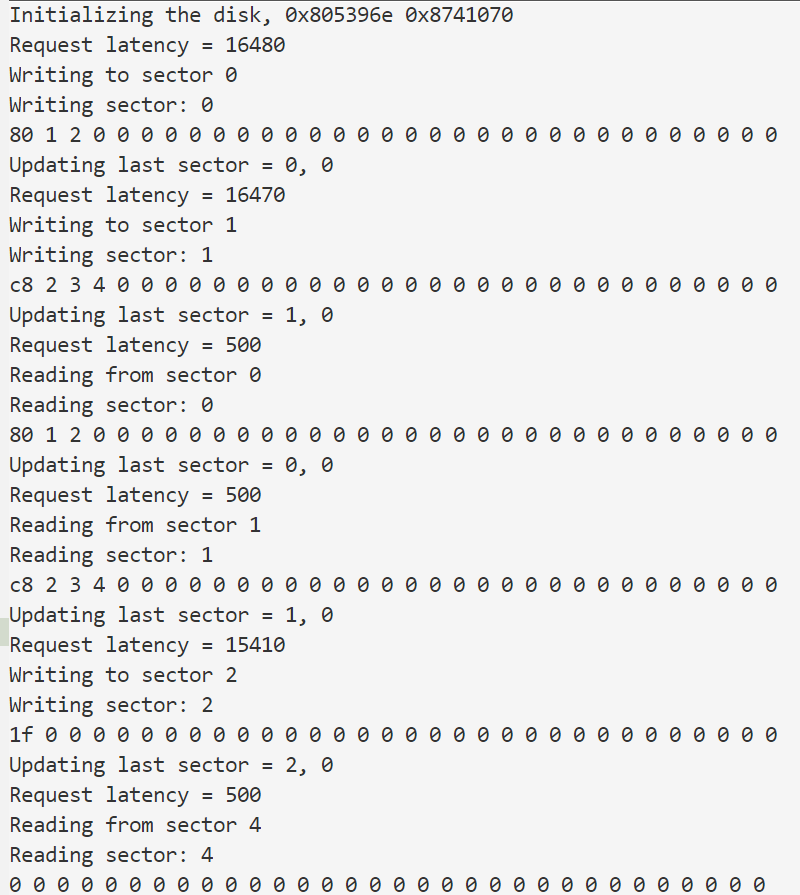 Initializing the disk, 0x805396e 0x8741070
Request latency = 16480
Writing to sector 0
Writing sector: 0
80 1 2 0 0 0 0 0 0 0 0 0 0 0 0 0 0 0 0 0 0 0 0 0 0 0 0 0 0 0 0 0
Updating last sector = 0, 0
Request latency = 16470
Writing to sector 1
Writing sector: 1
c8 2 3 4 0 0 0 0 0 0 0 0 0 0 0 0 0 0 0 0 0 0 0 0 0 0 0 0 0 0 0 0
Updating last sector = 1, 0
Request latency = 500
Reading from sector 0
Reading sector: 0
80 1 2 0 0 0 0 0 0 0 0 0 0 0 0 0 0 0 0 0 0 0 0 0 0 0 0 0 0 0 0 0
Updating last sector = 0, 0
Request latency = 500
Reading from sector 1
Reading sector: 1
c8 2 3 4 0 0 0 0 0 0 0 0 0 0 0 0 0 0 0 0 0 0 0 0 0 0 0 0 0 0 0 0
Updating last sector = 1, 0
Request latency = 15410
Writing to sector 2
Writing sector: 2
1f 0 0 0 0 0 0 0 0 0 0 0 0 0 0 0 0 0 0 0 0 0 0 0 0 0 0 0 0 0 0 0
Updating last sector = 2, 0
Request latency = 500
Reading from sector 4
Reading sector: 4
0 0 0 0 0 0 0 0 0 0 0 0 0 0 0 0 0 0 0 0 0 0 0 0 0 0 0 0 0 0 0 0